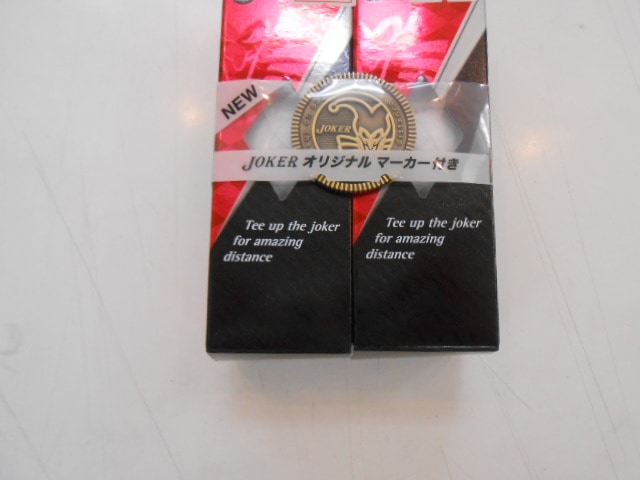 NEW
JOKER
JOKER オリジナル マーカー付き
Tee up the joker
for amazing
distance
Tee up the joker
for amazing
distance